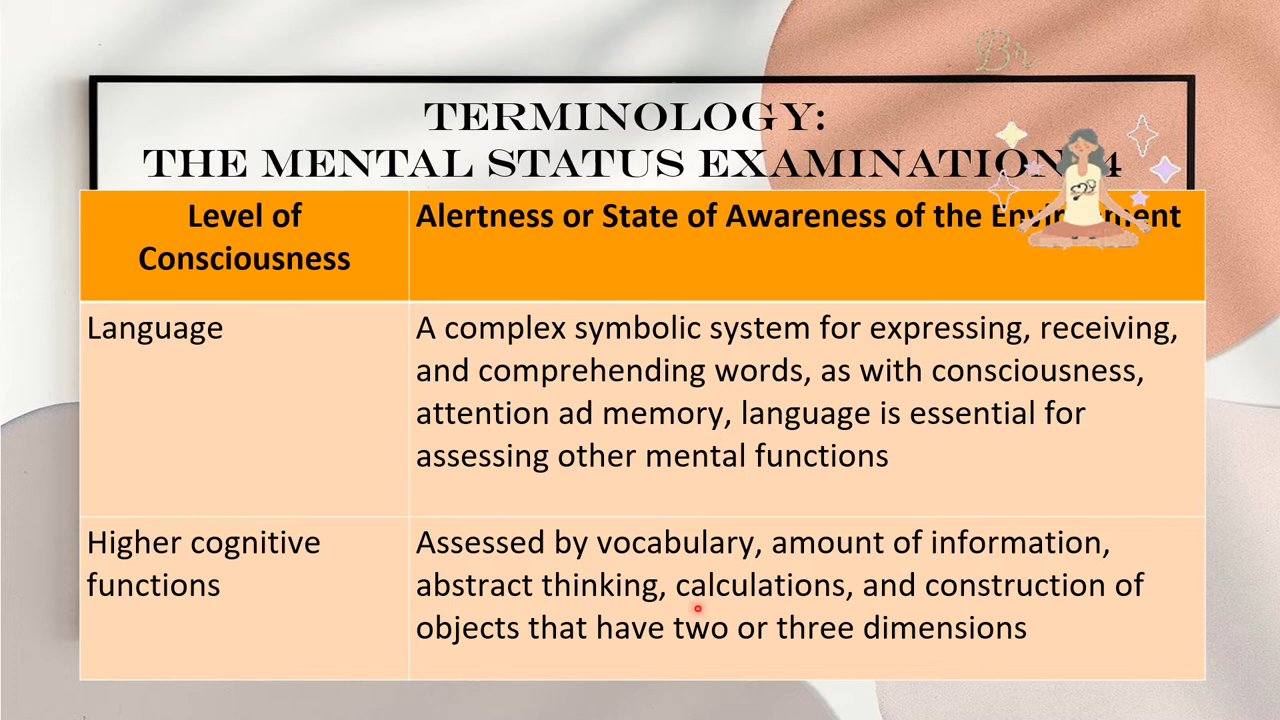 Br
TERMINOLOGY:
THE MENTAL STATUS EXAMINATION 4
Level of
Consciousness
Alertness or State of Awareness of the Environment
Language
A complex symbolic system for expressing, receiving,
and comprehending words, as with consciousness,
attention ad memory, language is essential for
assessing other mental functions
Higher cognitive
functions
Assessed by vocabulary, amount of information,
abstract thinking, calculations, and construction of
objects that have two or three dimensions